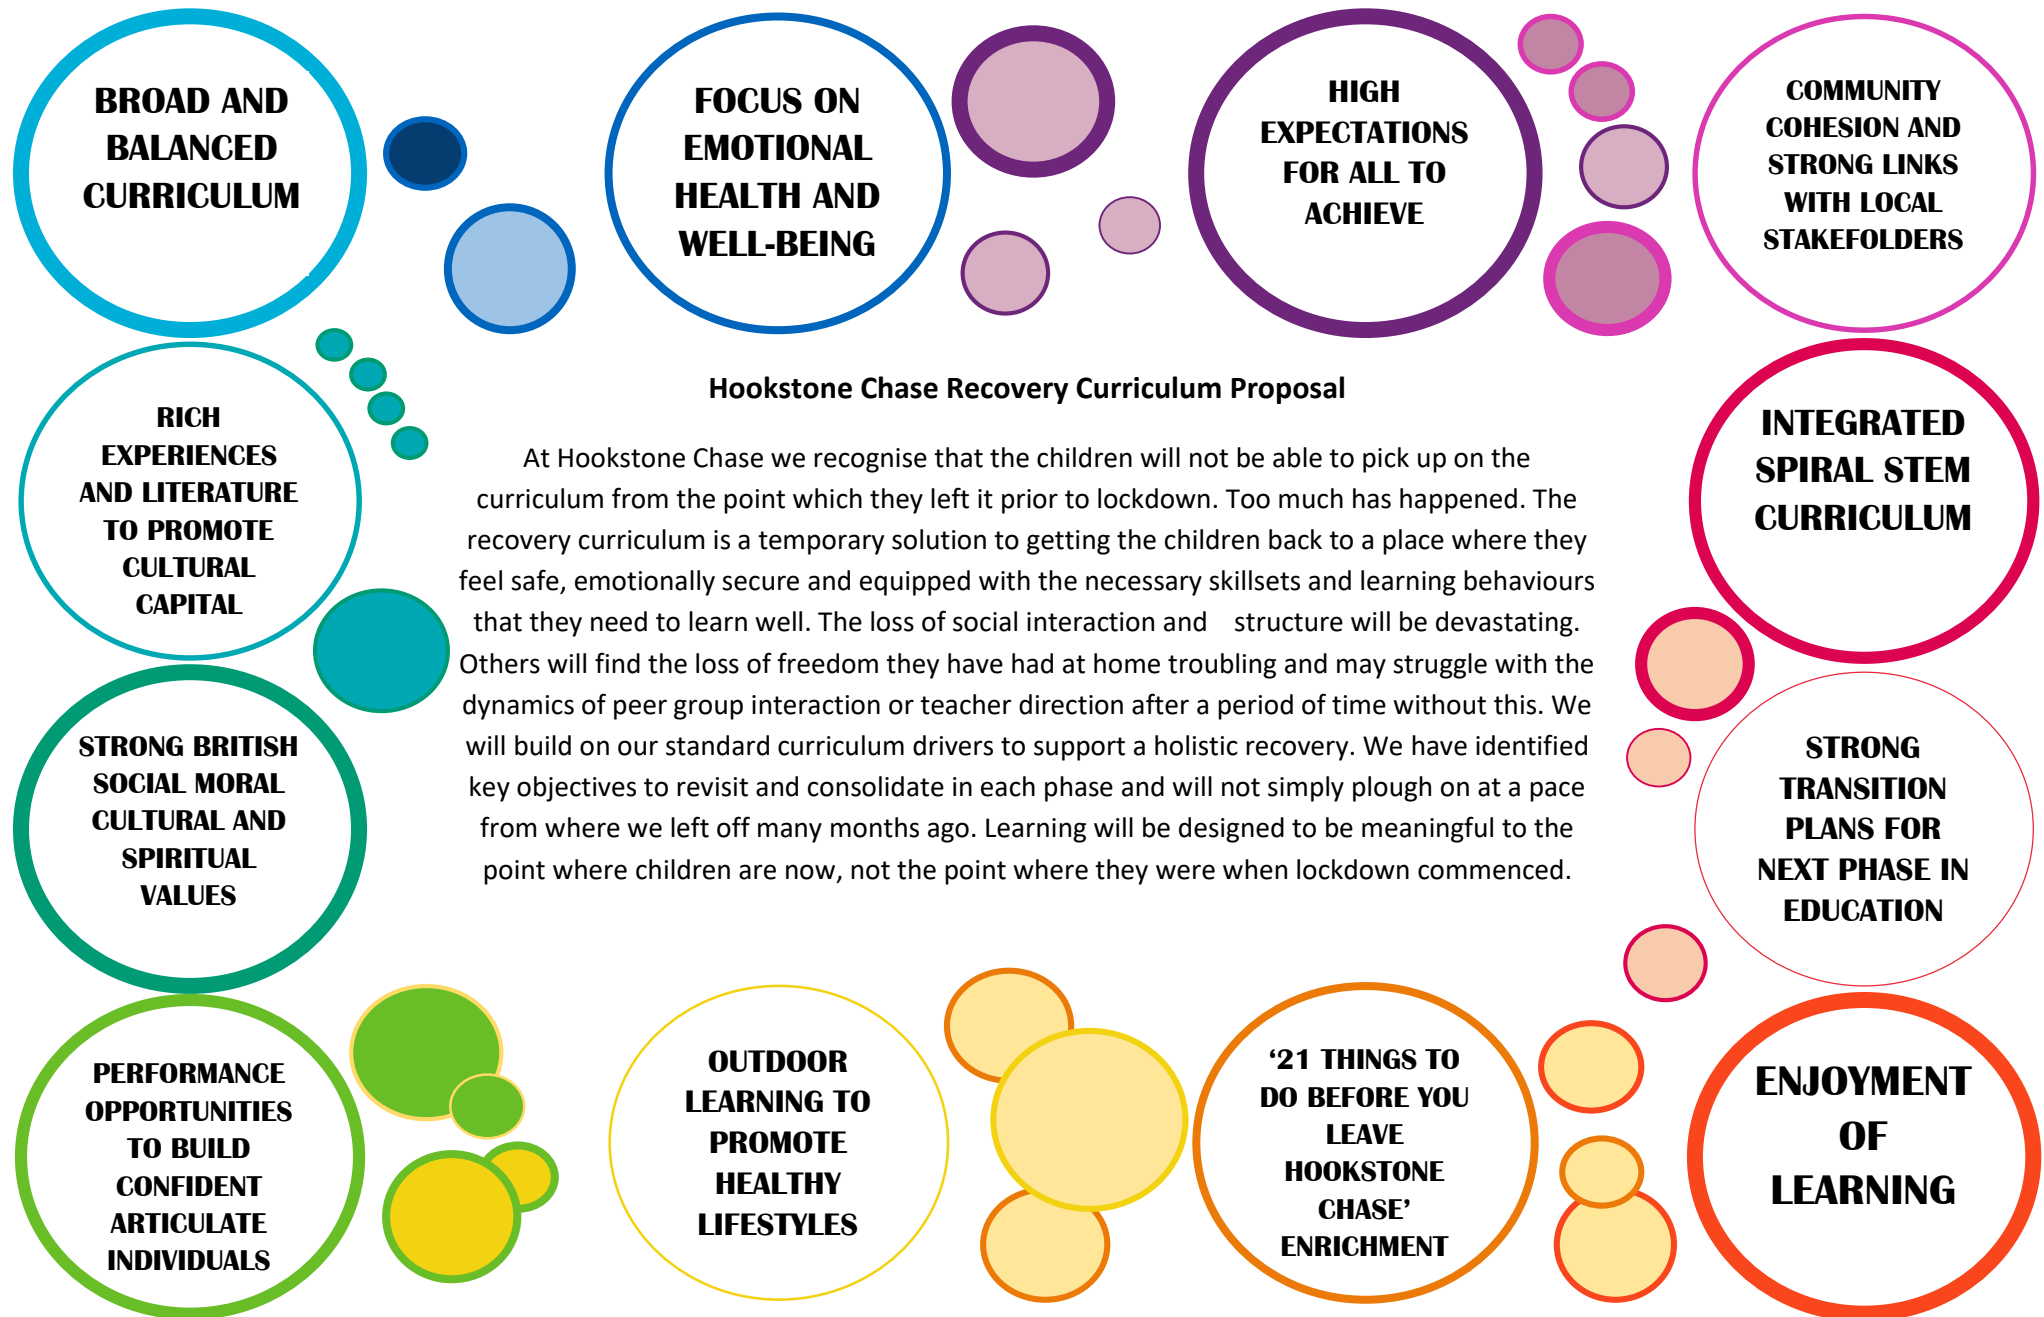 BROAD AND
BALANCED
CURRICULUM
FOCUS ON
EMOTIONAL
HEALTH AND
WELL-BEING
HIGH
EXPECTATIONS
FOR ALL TO
ACHIEVE
COMMUNITY
COHESION AND
STRONG LINKS
WITH LOCAL
STAKEFOLDERS
RICH
EXPERIENCES
AND LITERATURE
TO PROMOTE
CULTURAL
CAPITAL
Hookstone Chase Recovery Curriculum Proposal
At Hookstone Chase we recognise that the children will not be able to pick up on the
curriculum from the point which they left it prior to lockdown. Too much has happened. The
recovery curriculum is a temporary solution to getting the children back to a place where they
feel safe, emotionally secure and equipped with the necessary skillsets and learning behaviours
that they need to learn well. The loss of social interaction and structure will be devastating.
Others will find the loss of freedom they have had at home troubling and may struggle with the
dynamics of peer group interaction or teacher direction after a period of time without this. We
will build on our standard curriculum drivers to support a holistic recovery. We have identified
key objectives to revisit and consolidate in each phase and will not simply plough on at a pace
from where we left off many months ago. Learning will be designed to be meaningful to the
point where children are now, not the point where they were when lockdown commenced.
INTEGRATED
SPIRAL STEM
CURRICULUM
STRONG BRITISH
SOCIAL MORAL
CULTURAL AND
SPIRITUAL
VALUES
STRONG
TRANSITION
PLANS FOR
NEXT PHASE IN
EDUCATION
PERFORMANCE
OPPORTUNITIES
TO BUILD
CONFIDENT
ARTICULATE
INDIVIDUALS
OUTDOOR
LEARNING TO
PROMOTE
HEALTHY
LIFESTYLES
‘21 THINGS TO
DO BEFORE YOU
LEAVE
HOOKSTONE
CHASE’
ENRICHMENT
ENJOYMENT
OF
LEARNING